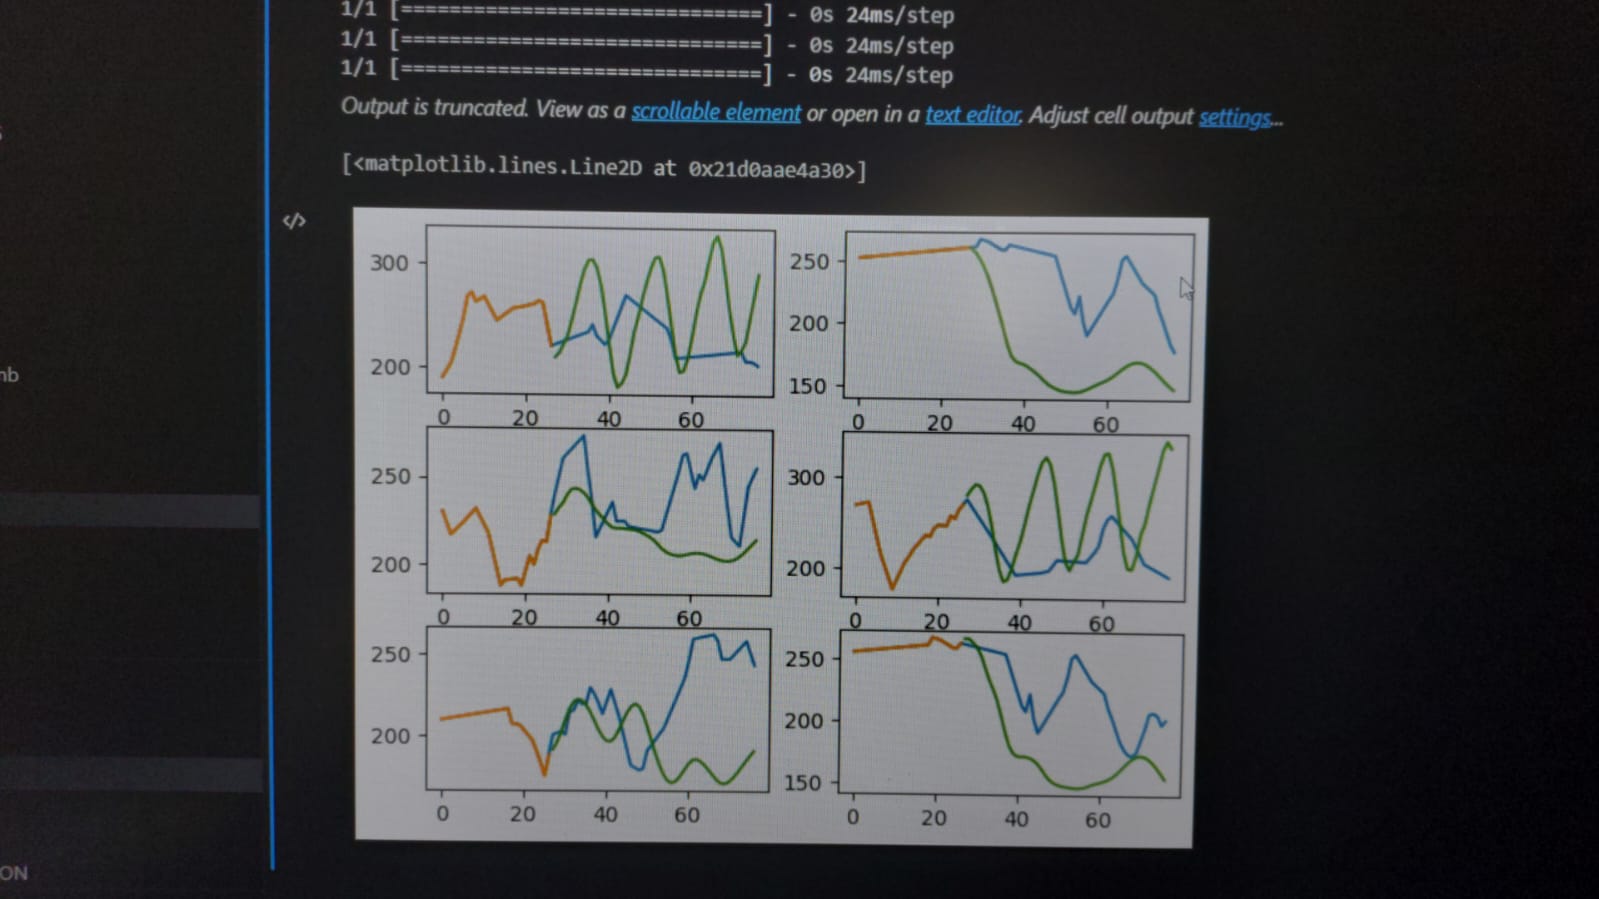 1/1 [==============================] - 0s 24ms/step
1/1 [==============================] - 0s 24ms/step
1/1 [==============================] - 0s 24ms/step
Output is truncated. View as a scrollable element or open in a text editor. Adjust cell output settings...
[<matplotlib.lines.Line2D at 0x21d0aae4a30>]
</>
300
200
0 20 40 60
250
200
150
0 20 40 60
nb
250
200
0 20 40 60
300
200
0 20 40 60
250
200
0 20 40 60
250
200
150
0 20 40 60
ON